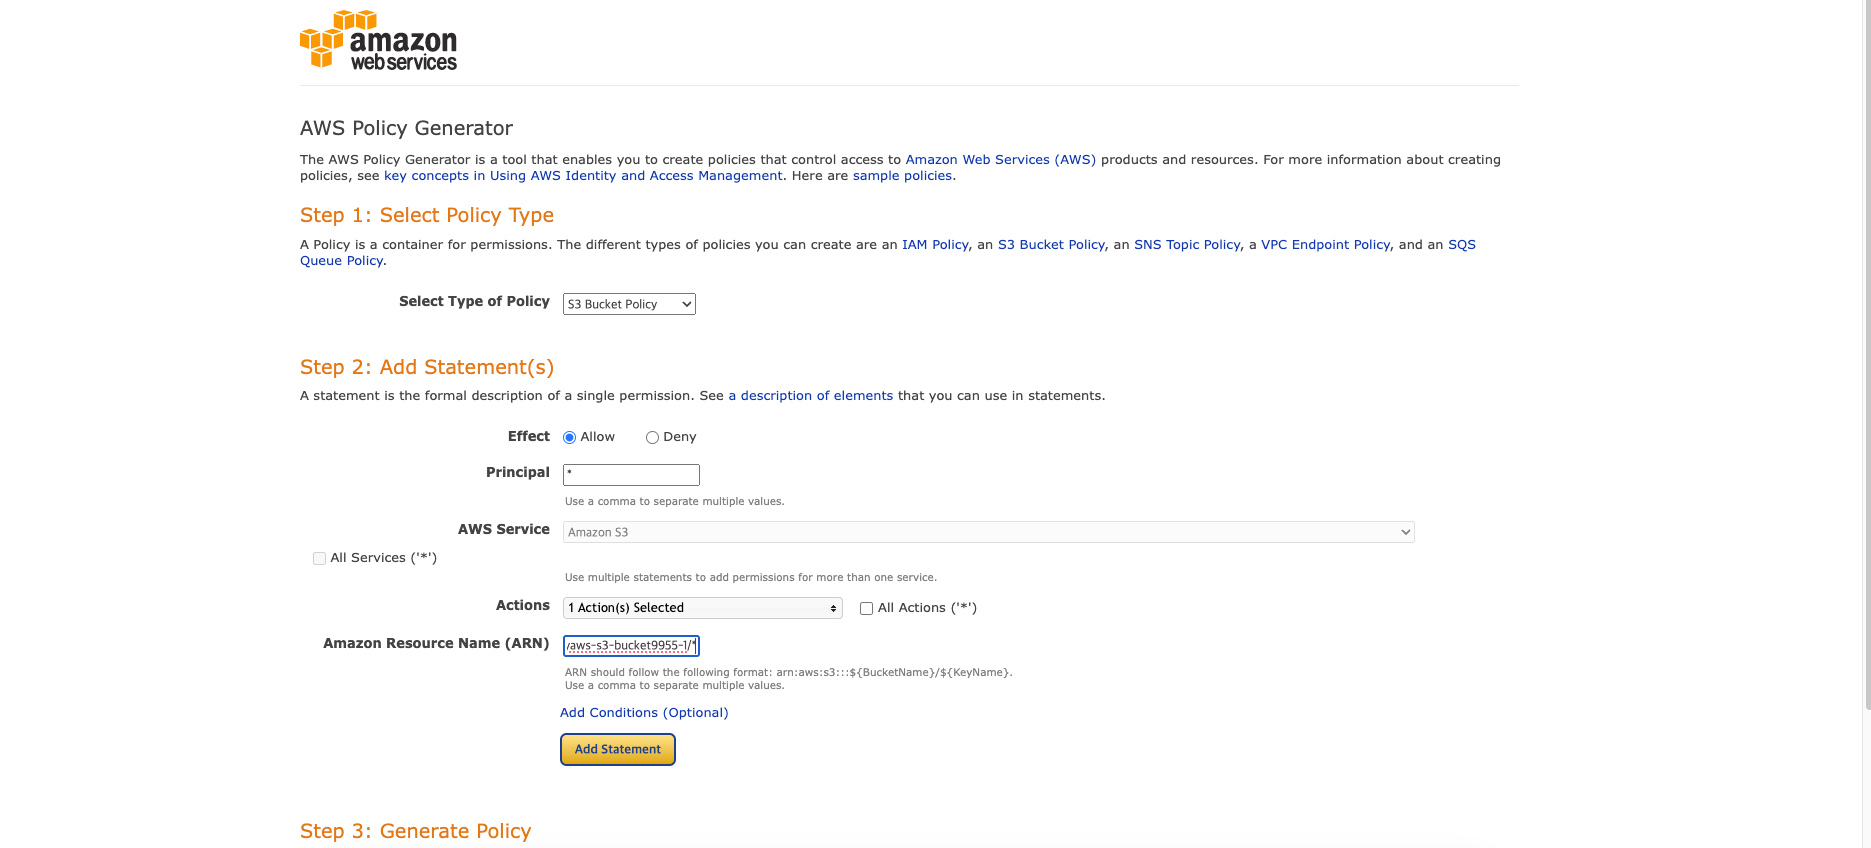 amazon
web services
AWS Policy Generator
The AWS Policy Generator is a tool that enables you to create policies that control access to Amazon Web Services (AWS) products and resources. For more information about creating
policies, see key concepts in Using AWS Identity and Access Management. Here are sample policies.
Step 1: Select Policy Type
A Policy is a container for permissions. The different types of policies you can create are an IAM Policy, an S3 Bucket Policy, an SNS Topic Policy, a VPC Endpoint Policy, and an SQS
Queue Policy.
Select Type of Policy S3 Bucket Policy
Step 2: Add Statement(s)
A statement is the formal description of a single permission. See a description of elements that you can use in statements.
Effect Allow Deny
Principal *
Use a comma to separate multiple values.
AWS Service Amazon S3
All Services ('*')
Use multiple statements to add permissions for more than one service.
Actions 1 Action(s) Selected All Actions ('*')
Amazon Resource Name (ARN) aws-s3-bucket9955-1/*
ARN should follow the following format: arn:aws:s3:::${BucketName}/${KeyName}.
Use a comma to separate multiple values.
Add Conditions (Optional)
Add Statement
Step 3: Generate Policy